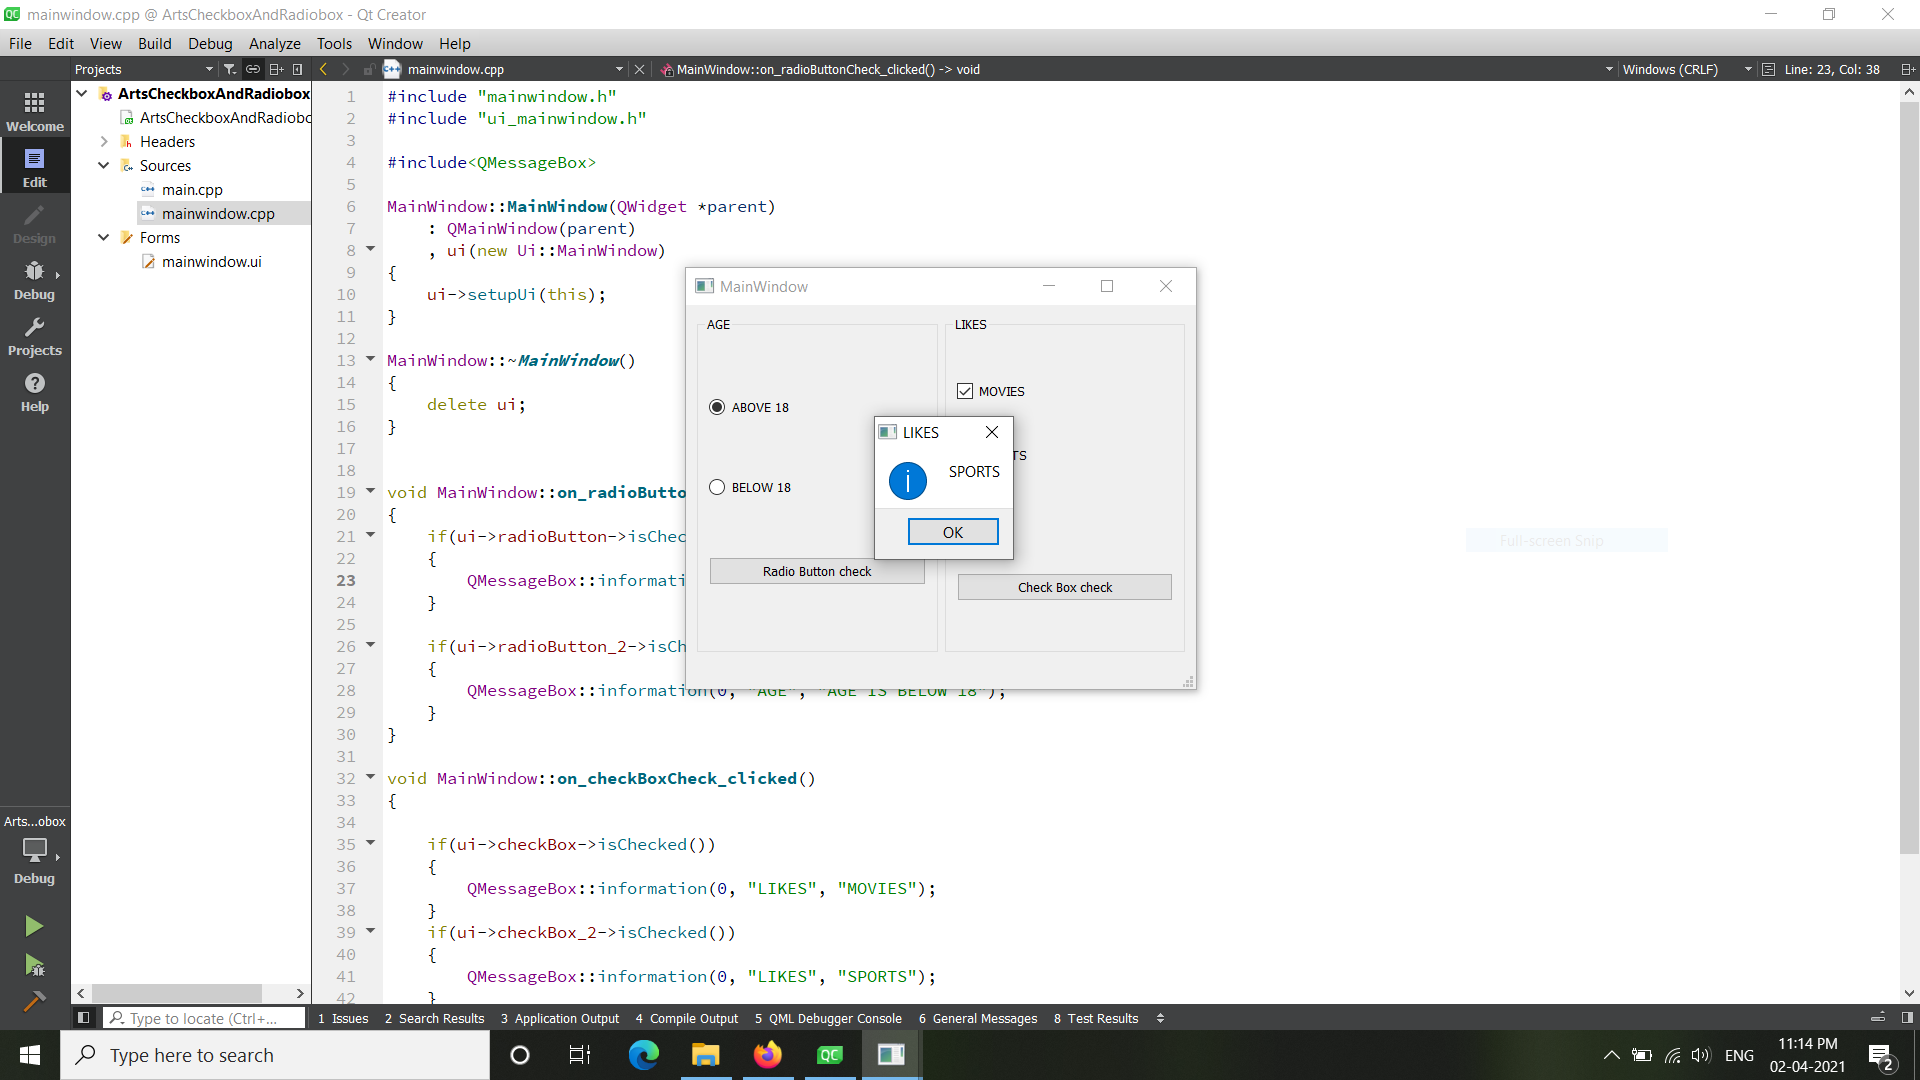 mainwindow.cpp @ ArtsCheckboxAndRadiobox - Qt Creator
File Edit View Build Debug Analyze Tools Window Help
Projects
mainwindow.cpp
MainWindow::on_radioButtonCheck_clicked() -> void
Windows (CRLF)
Line: 23, Col: 38
Welcome
Edit
Design
Debug
Projects
Help
Arts...obox
Debug
ArtsCheckboxAndRadiobox
ArtsCheckboxAndRadiobo
Headers
Sources
main.cpp
mainwindow.cpp
Forms
mainwindow.ui
1 #include "mainwindow.h"
2 #include "ui_mainwindow.h"
3
4 #include<QMessageBox>
5
6 MainWindow::MainWindow(QWidget *parent)
7 : QMainWindow(parent)
8 , ui(new Ui::MainWindow)
9 {
10 ui->setupUi(this);
11 }
12
13 MainWindow::~MainWindow()
14 {
15 delete ui;
16 }
17
18
19 void MainWindow::on_radioButto
20 {
21 if(ui->radioButton->isChec
22 {
23 QMessageBox::informati
24 }
25
26 if(ui->radioButton_2->isCh
27 {
28 QMessageBox::information(0, "AGE", "AGE IS BELOW 18");
29 }
30 }
31
32 void MainWindow::on_checkBoxCheck_clicked()
33 {
34
35 if(ui->checkBox->isChecked())
36 {
37 QMessageBox::information(0, "LIKES", "MOVIES");
38 }
39 if(ui->checkBox_2->isChecked())
40 {
41 QMessageBox::information(0, "LIKES", "SPORTS");
42 }
MainWindow
AGE
ABOVE 18
BELOW 18
Radio Button check
LIKES
MOVIES
TS
Check Box check
LIKES
SPORTS
OK
Full-screen Snip
Type to locate (Ctrl+...
1 Issues 2 Search Results 3 Application Output 4 Compile Output 5 QML Debugger Console 6 General Messages 8 Test Results
Type here to search
ENG
11:14 PM
02-04-2021
2